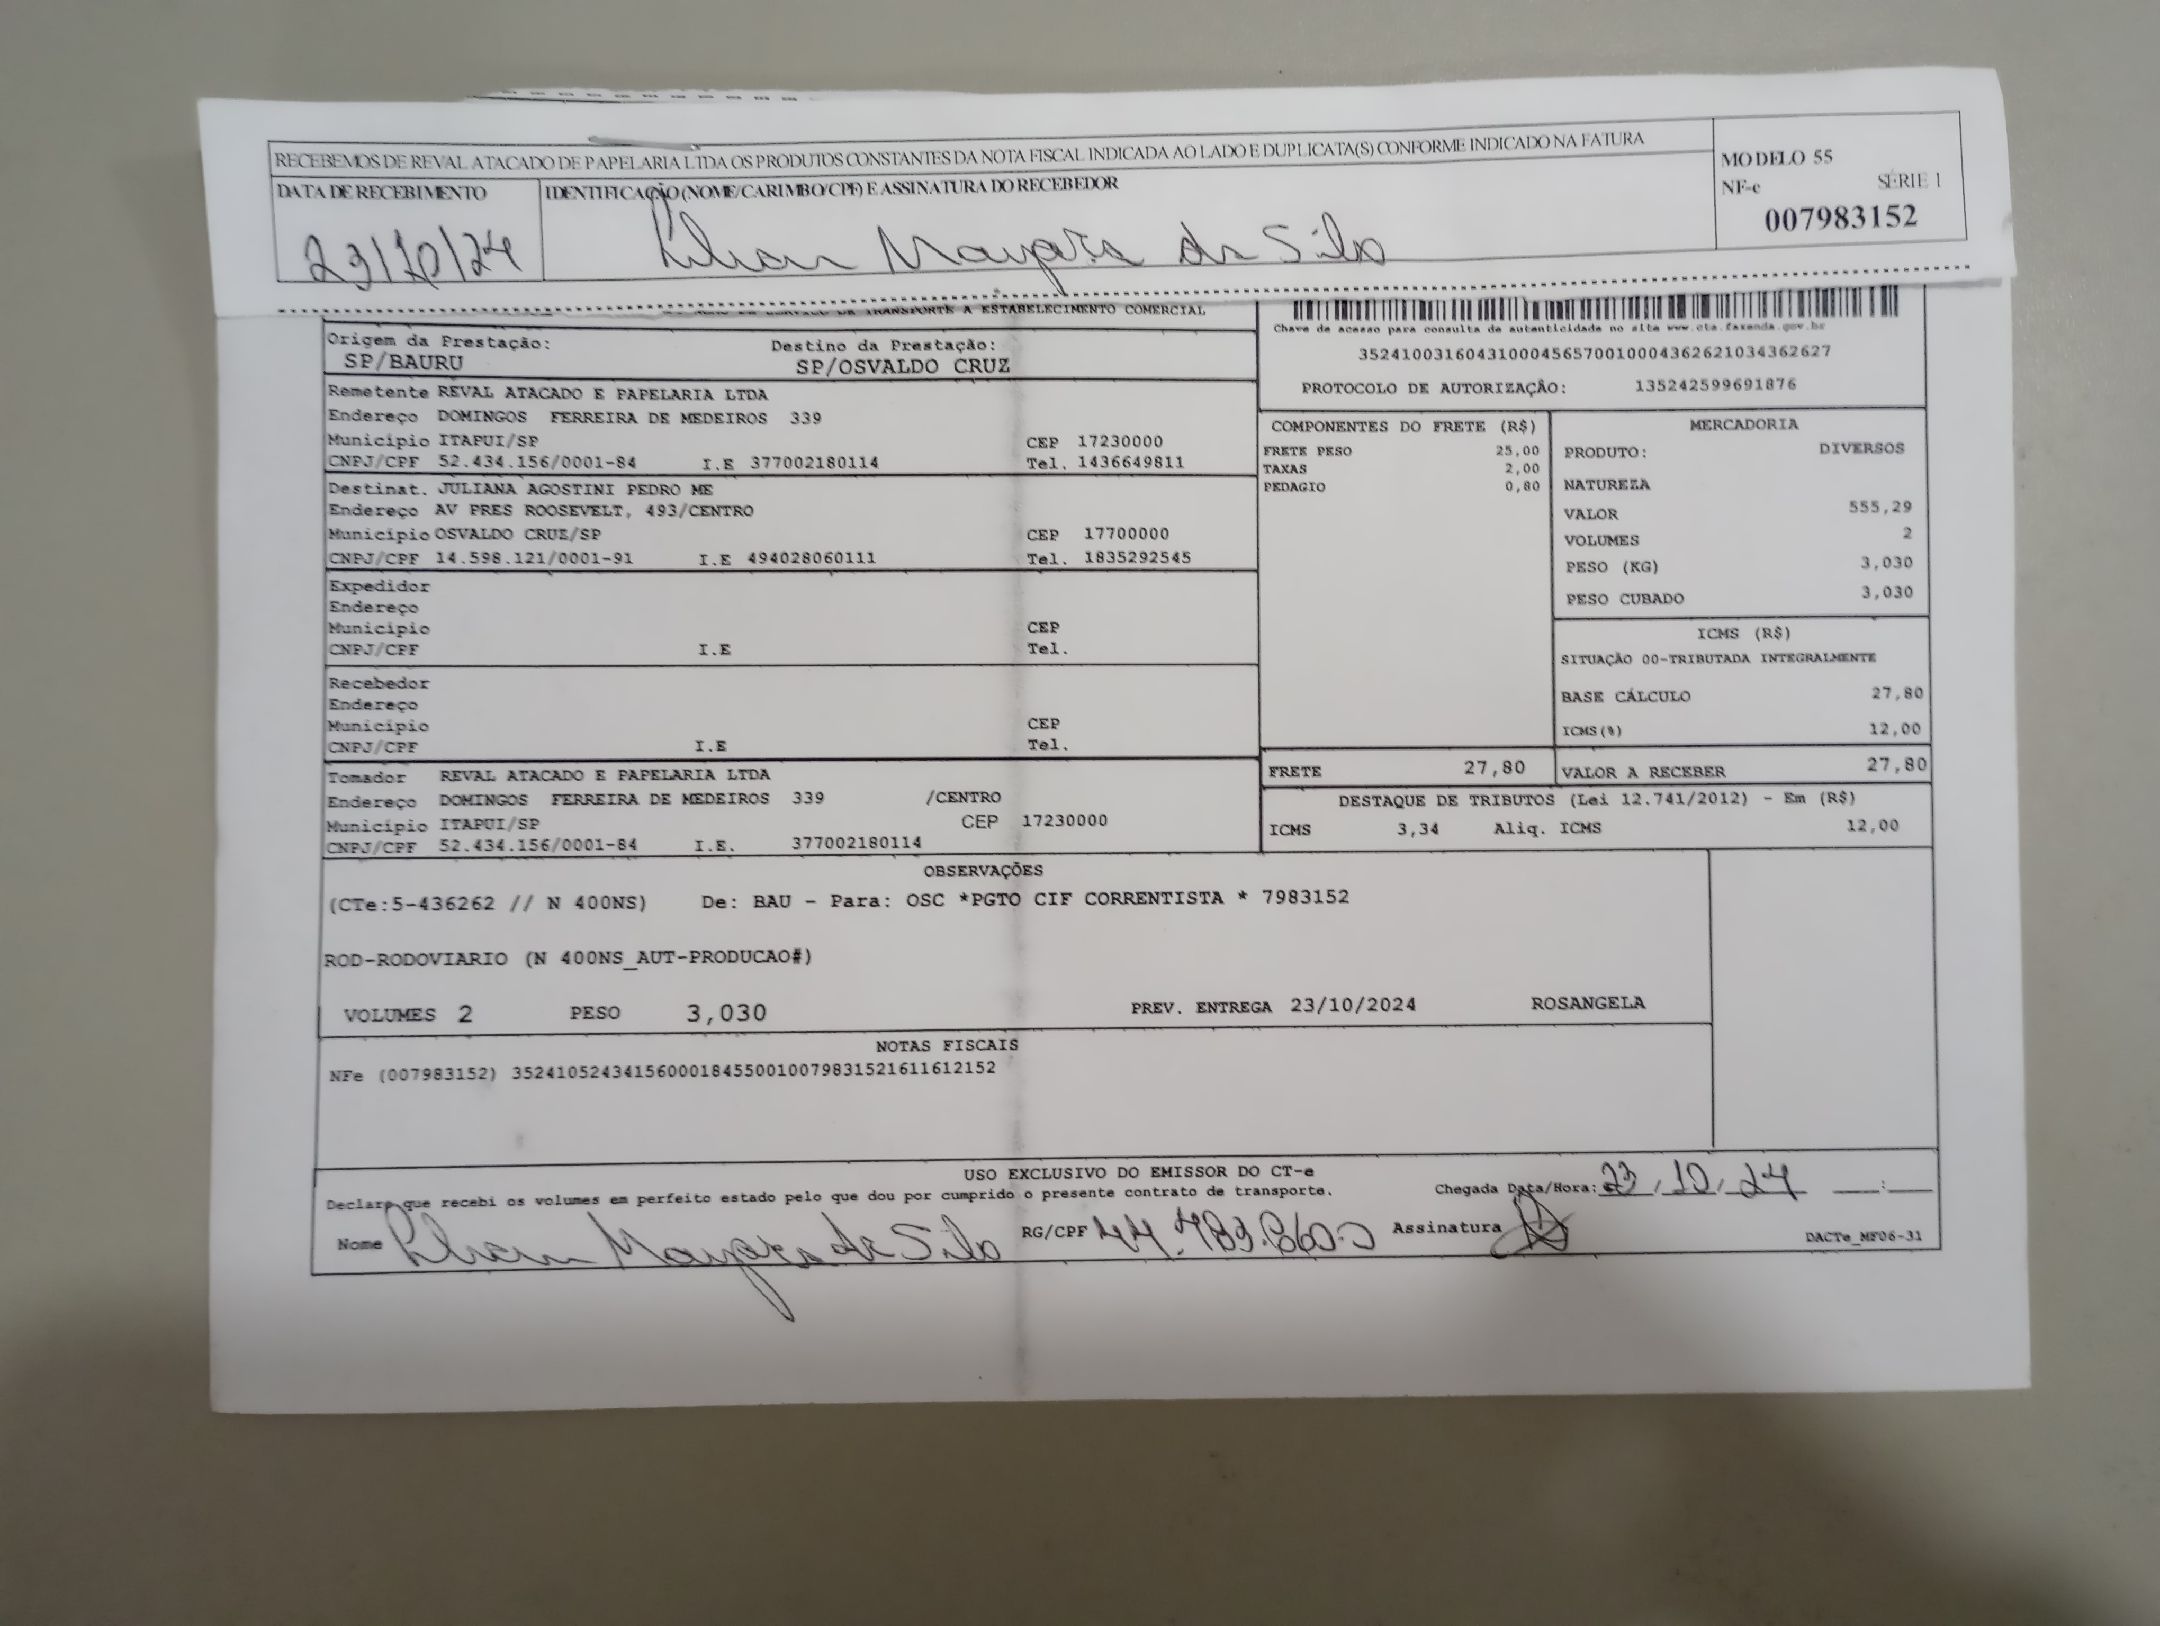 RECEBEMOS DE REVAL ATACADO DE PAPELARIA LTDA OS PRODUTOS CONSTANTES DA NOTA FISCAL INDICADA AO LADO E DUPLICATA(S) CONFORME INDICADO NA FATURA
MODELO 55
NF-e SÉRIE 1
007983152
DATA DE RECEBIMENTO
23/10/24
IDENTIFICAÇÃO (NOME/CARIMBO/CPF) E ASSINATURA DO RECEBEDOR
Lilian Mayara da Silva
TRANSPORTE A ESTABELECIMENTO COMERCIAL
Origem da Prestação: Destino da Prestação:
SP/BAURU SP/OSVALDO CRUZ
Chave de acesso para consulta de autenticidade no site www.cte.fazenda.gov.br
35241003160431000456570010004362621034362627
PROTOCOLO DE AUTORIZAÇÃO: 135242599691876
Remetente REVAL ATACADO E PAPELARIA LTDA
Endereço DOMINGOS FERREIRA DE MEDEIROS 339
Município ITAPUI/SP CEP 17230000
CNPJ/CPF 52.434.156/0001-84 I.E 377002180114 Tel. 1436649811
Destinat. JULIANA AGOSTINI PEDRO ME
Endereço AV PRES ROOSEVELT, 493/CENTRO
Município OSVALDO CRUZ/SP CEP 17700000
CNPJ/CPF 14.598.121/0001-91 I.E 494028060111 Tel. 1835292545
Expedidor
Endereço
Município CEP
CNPJ/CPF I.E Tel.
Recebedor
Endereço
Município CEP
CNPJ/CPF I.E Tel.
Tomador REVAL ATACADO E PAPELARIA LTDA
Endereço DOMINGOS FERREIRA DE MEDEIROS 339 /CENTRO
Município ITAPUI/SP CEP 17230000
CNPJ/CPF 52.434.156/0001-84 I.E. 377002180114
COMPONENTES DO FRETE (R$)
FRETE PESO 25,00
TAXAS 2,00
PEDAGIO 0,80
MERCADORIA
PRODUTO: DIVERSOS
NATUREZA
VALOR 555,29
VOLUMES 2
PESO (KG) 3,030
PESO CUBADO 3,030
ICMS (R$)
SITUAÇÃO 00-TRIBUTADA INTEGRALMENTE
BASE CÁLCULO 27,80
ICMS(%) 12,00
FRETE 27,80 VALOR A RECEBER 27,80
DESTAQUE DE TRIBUTOS (Lei 12.741/2012) - Em (R$)
ICMS 3,34 Aliq. ICMS 12,00
OBSERVAÇÕES
(CTe:5-436262 // N 400NS) De: BAU - Para: OSC *PGTO CIF CORRENTISTA * 7983152
ROD-RODOVIARIO (N 400NS_AUT-PRODUCAO#)
VOLUMES 2 PESO 3,030 PREV. ENTREGA 23/10/2024 ROSANGELA
NOTAS FISCAIS
NFe (007983152) 35241052434156000184550010079831521611612152
USO EXCLUSIVO DO EMISSOR DO CT-e
Declaro que recebi os volumes em perfeito estado pelo que dou por cumprido o presente contrato de transporte. Chegada Data/Hora: 23/10/24 __:__
Nome Lilian Mayara da Silva RG/CPF Assinatura
DACTe_MF06-31